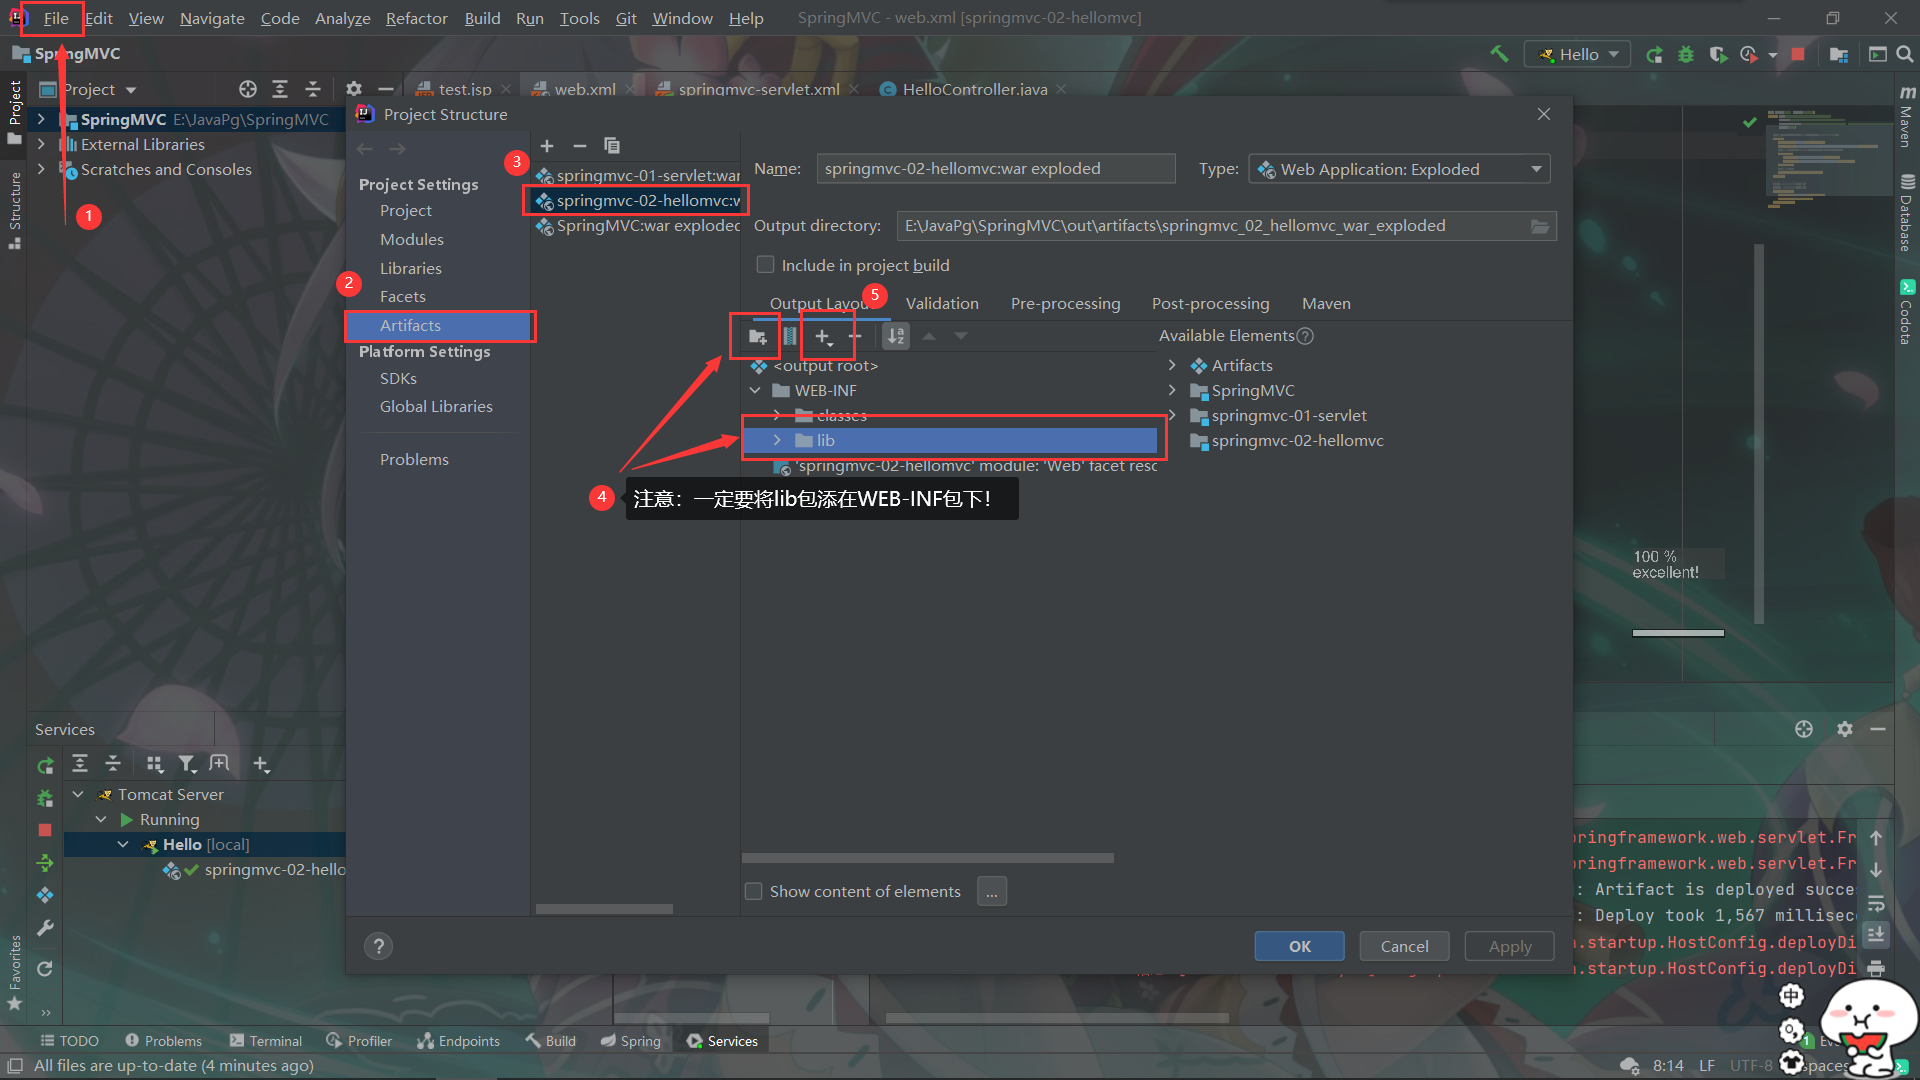 File Edit View Navigate Code Analyze Refactor Build Run Tools Git Window Help SpringMVC - web.xml [springmvc-02-hellomvc]
SpringMVC
Hello
Project
test.jsp
web.xml
springmvc-servlet.xml
HelloController.java
SpringMVC E:\JavaPg\SpringMVC
External Libraries
Scratches and Consoles
1
Project
Structure
Favorites
Maven
Database
Codota
Project Structure
Project Settings
Project
Modules
Libraries
Facets
2
Artifacts
Platform Settings
SDKs
Global Libraries
Problems
3
springmvc-01-servlet:war
springmvc-02-hellomvc:w
SpringMVC:war exploded
Name: springmvc-02-hellomvc:war exploded
Type: Web Application: Exploded
Output directory: E:\JavaPg\SpringMVC\out\artifacts\springmvc_02_hellomvc_war_exploded
Include in project build
5
Output Layou
Validation
Pre-processing
Post-processing
Maven
Available Elements
<output root>
WEB-INF
classes
lib
'springmvc-02-hellomvc' module: 'Web' facet resc
Artifacts
SpringMVC
springmvc-01-servlet
springmvc-02-hellomvc
4
注意：一定要将lib包添在WEB-INF包下！
100 %
excellent!
Show content of elements
...
?
OK
Cancel
Apply
Services
Tomcat Server
Running
Hello [local]
springmvc-02-hello
ringframework.web.servlet.Fr
ringframework.web.servlet.Fr
: Artifact is deployed succe
: Deploy took 1,567 millisec
.startup.HostConfig.deployDi
.startup.HostConfig.deployDi
中
TODO
Problems
Terminal
Profiler
Endpoints
Build
Spring
Services
1
All files are up-to-date (4 minutes ago)
8:14
LF
UTF-8
spaces